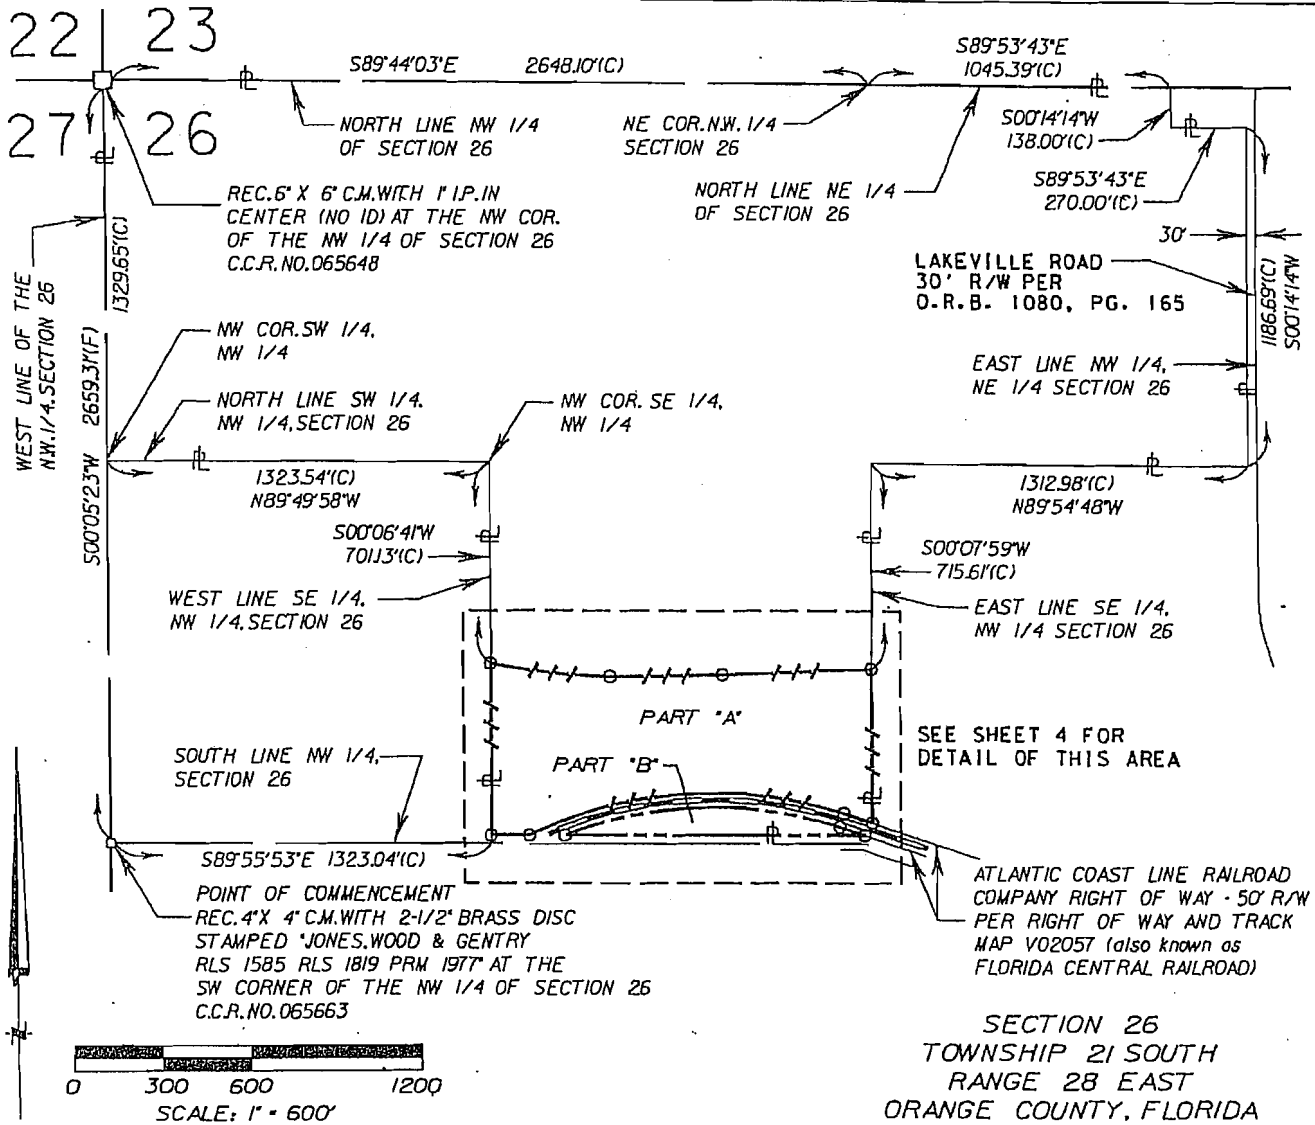 22 23
27 26
S89°44'03"E 2648.10'(C)
S89°53'43"E
1045.39'(C)
NORTH LINE NW 1/4
OF SECTION 26
NE COR.N.W. 1/4
SECTION 26
S00°14'14"W
138.00'(C)
S89°53'43"E
270.00'(C)
NORTH LINE NE 1/4
OF SECTION 26
REC.6" X 6" C.M.WITH 1" I.P.IN
CENTER (NO ID) AT THE NW COR.
OF THE NW 1/4 OF SECTION 26
C.C.R.NO.065648
30'
LAKEVILLE ROAD
30' R/W PER
O.R.B. 1080, PG. 165
1186.69'(C)
S00°14'14"W
WEST LINE OF THE
N.W.1/4,SECTION 26
1329.65'(C)
S00°05'23"W 2659.31'(F)
NW COR.SW 1/4,
NW 1/4
NORTH LINE SW 1/4,
NW 1/4,SECTION 26
NW COR. SE 1/4,
NW 1/4
EAST LINE NW 1/4,
NE 1/4 SECTION 26
1323.54'(C)
N89°49'58"W
1312.98'(C)
N89°54'48"W
S00°06'41"W
701.13'(C)
S00°07'59"W
715.61'(C)
WEST LINE SE 1/4,
NW 1/4,SECTION 26
EAST LINE SE 1/4,
NW 1/4 SECTION 26
PART "A"
SEE SHEET 4 FOR
DETAIL OF THIS AREA
SOUTH LINE NW 1/4,
SECTION 26
PART "B"
S89°55'53"E 1323.04'(C)
POINT OF COMMENCEMENT
REC.4"X 4" C.M.WITH 2-1/2" BRASS DISC
STAMPED "JONES,WOOD & GENTRY
RLS 1585 RLS 1819 PRM 1977" AT THE
SW CORNER OF THE NW 1/4 OF SECTION 26
C.C.R.NO.065663
ATLANTIC COAST LINE RAILROAD
COMPANY RIGHT OF WAY - 50' R/W
PER RIGHT OF WAY AND TRACK
MAP V02057 (also known as
FLORIDA CENTRAL RAILROAD)
0 300 600 1200
SCALE: 1" = 600'
SECTION 26
TOWNSHIP 21 SOUTH
RANGE 28 EAST
ORANGE COUNTY, FLORIDA